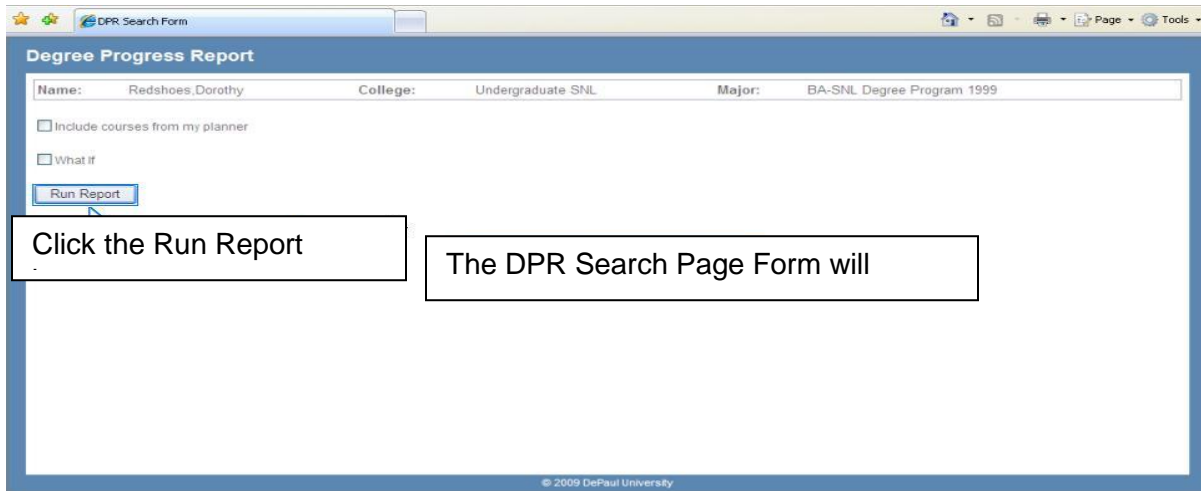 DPR Search Form
Page
Tools
Degree Progress Report
Name: Redshoes,Dorothy College: Undergraduate SNL Major: BA-SNL Degree Program 1999
Include courses from my planner
What If
Run Report
Click the Run Report
The DPR Search Page Form will
© 2009 DePaul University